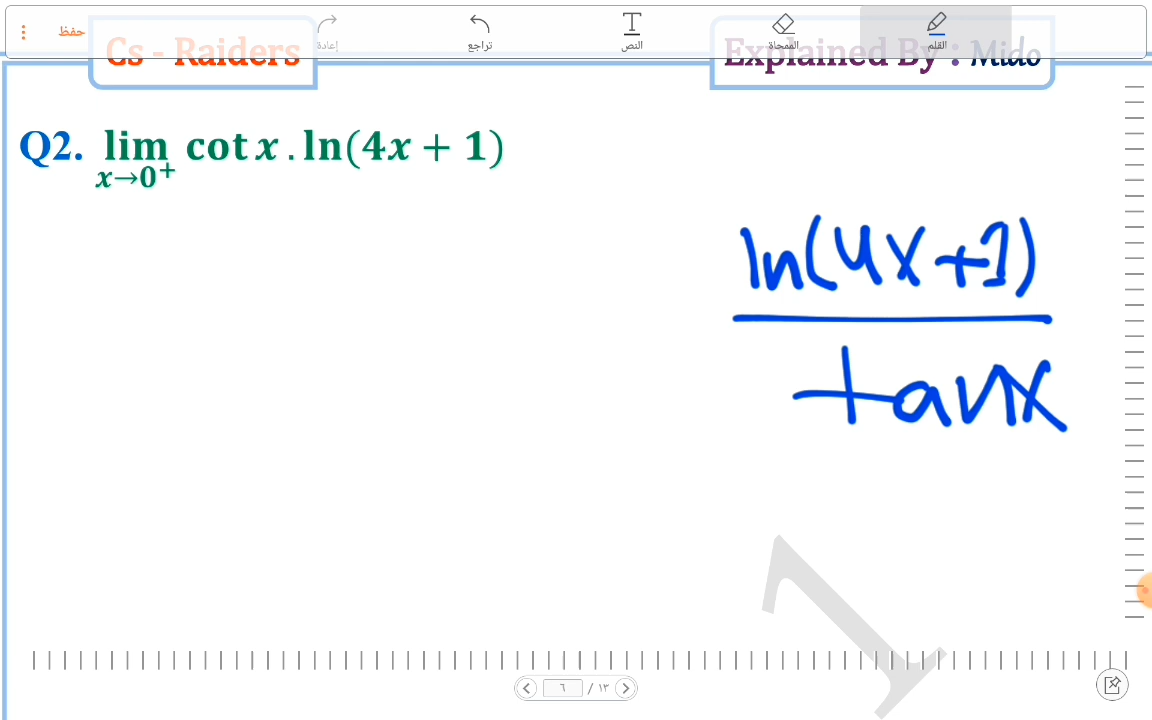 حفظ
إعادة
تراجع
النص
الممحاة
القلم
Cs - Raiders
Explained By : Mido
Q2. lim x→0⁺ cot x . ln(4x + 1)
ln(4x+1)
tanx
1
٦ / ١٣